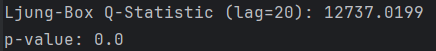 Ljung-Box Q-Statistic (lag=20): 12737.0199
p-value: 0.0